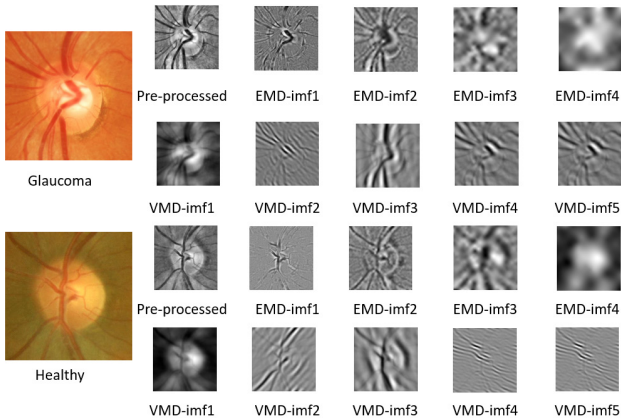 Pre-processed EMD-imf1 EMD-imf2 EMD-imf3 EMD-imf4
Glaucoma
VMD-imf1 VMD-imf2 VMD-imf3 VMD-imf4 VMD-imf5
Pre-processed EMD-imf1 EMD-imf2 EMD-imf3 EMD-imf4
Healthy
VMD-imf1 VMD-imf2 VMD-imf3 VMD-imf4 VMD-imf5